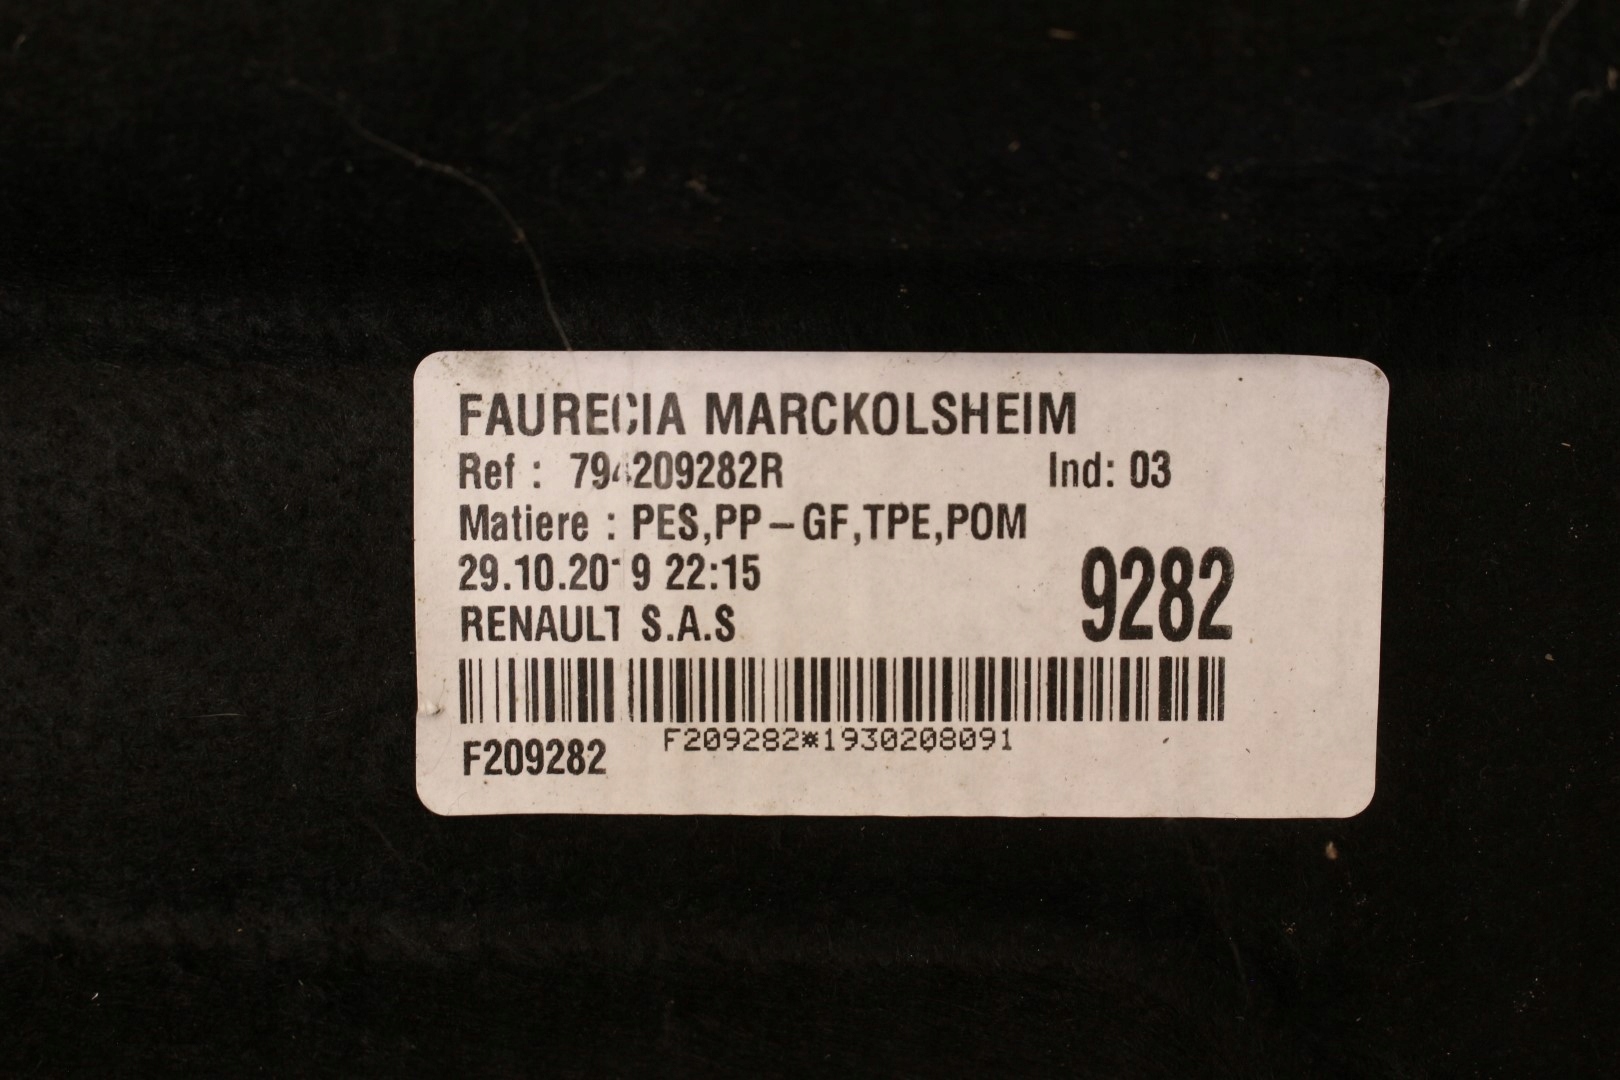 FAURECIA MARCKOLSHEIM
Ref : 794209282R Ind: 03
Matiere : PES,PP-GF,TPE,POM
29.10.2019 22:15
RENAULT S.A.S
9282
F209282*1930208091
F209282